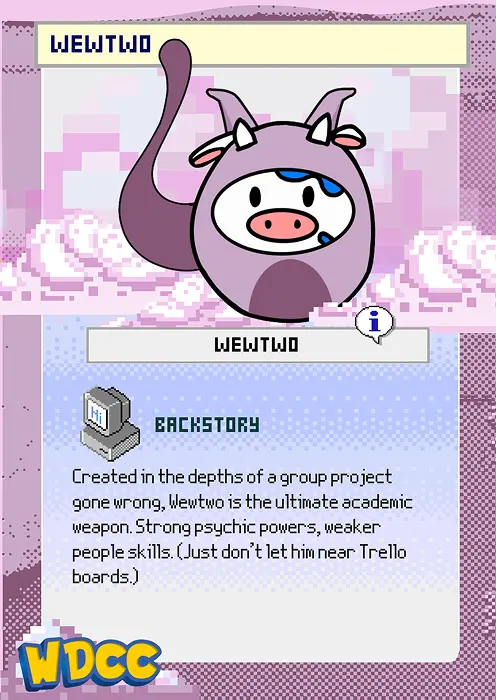 WEWTWO
i
WEWTWO
Hi
BACKSTORY
Created in the depths of a group project
gone wrong, Wewtwo is the ultimate academic
weapon. Strong psychic powers, weaker
people skills. (Just don't let him near Trello
boards.)
WDCC